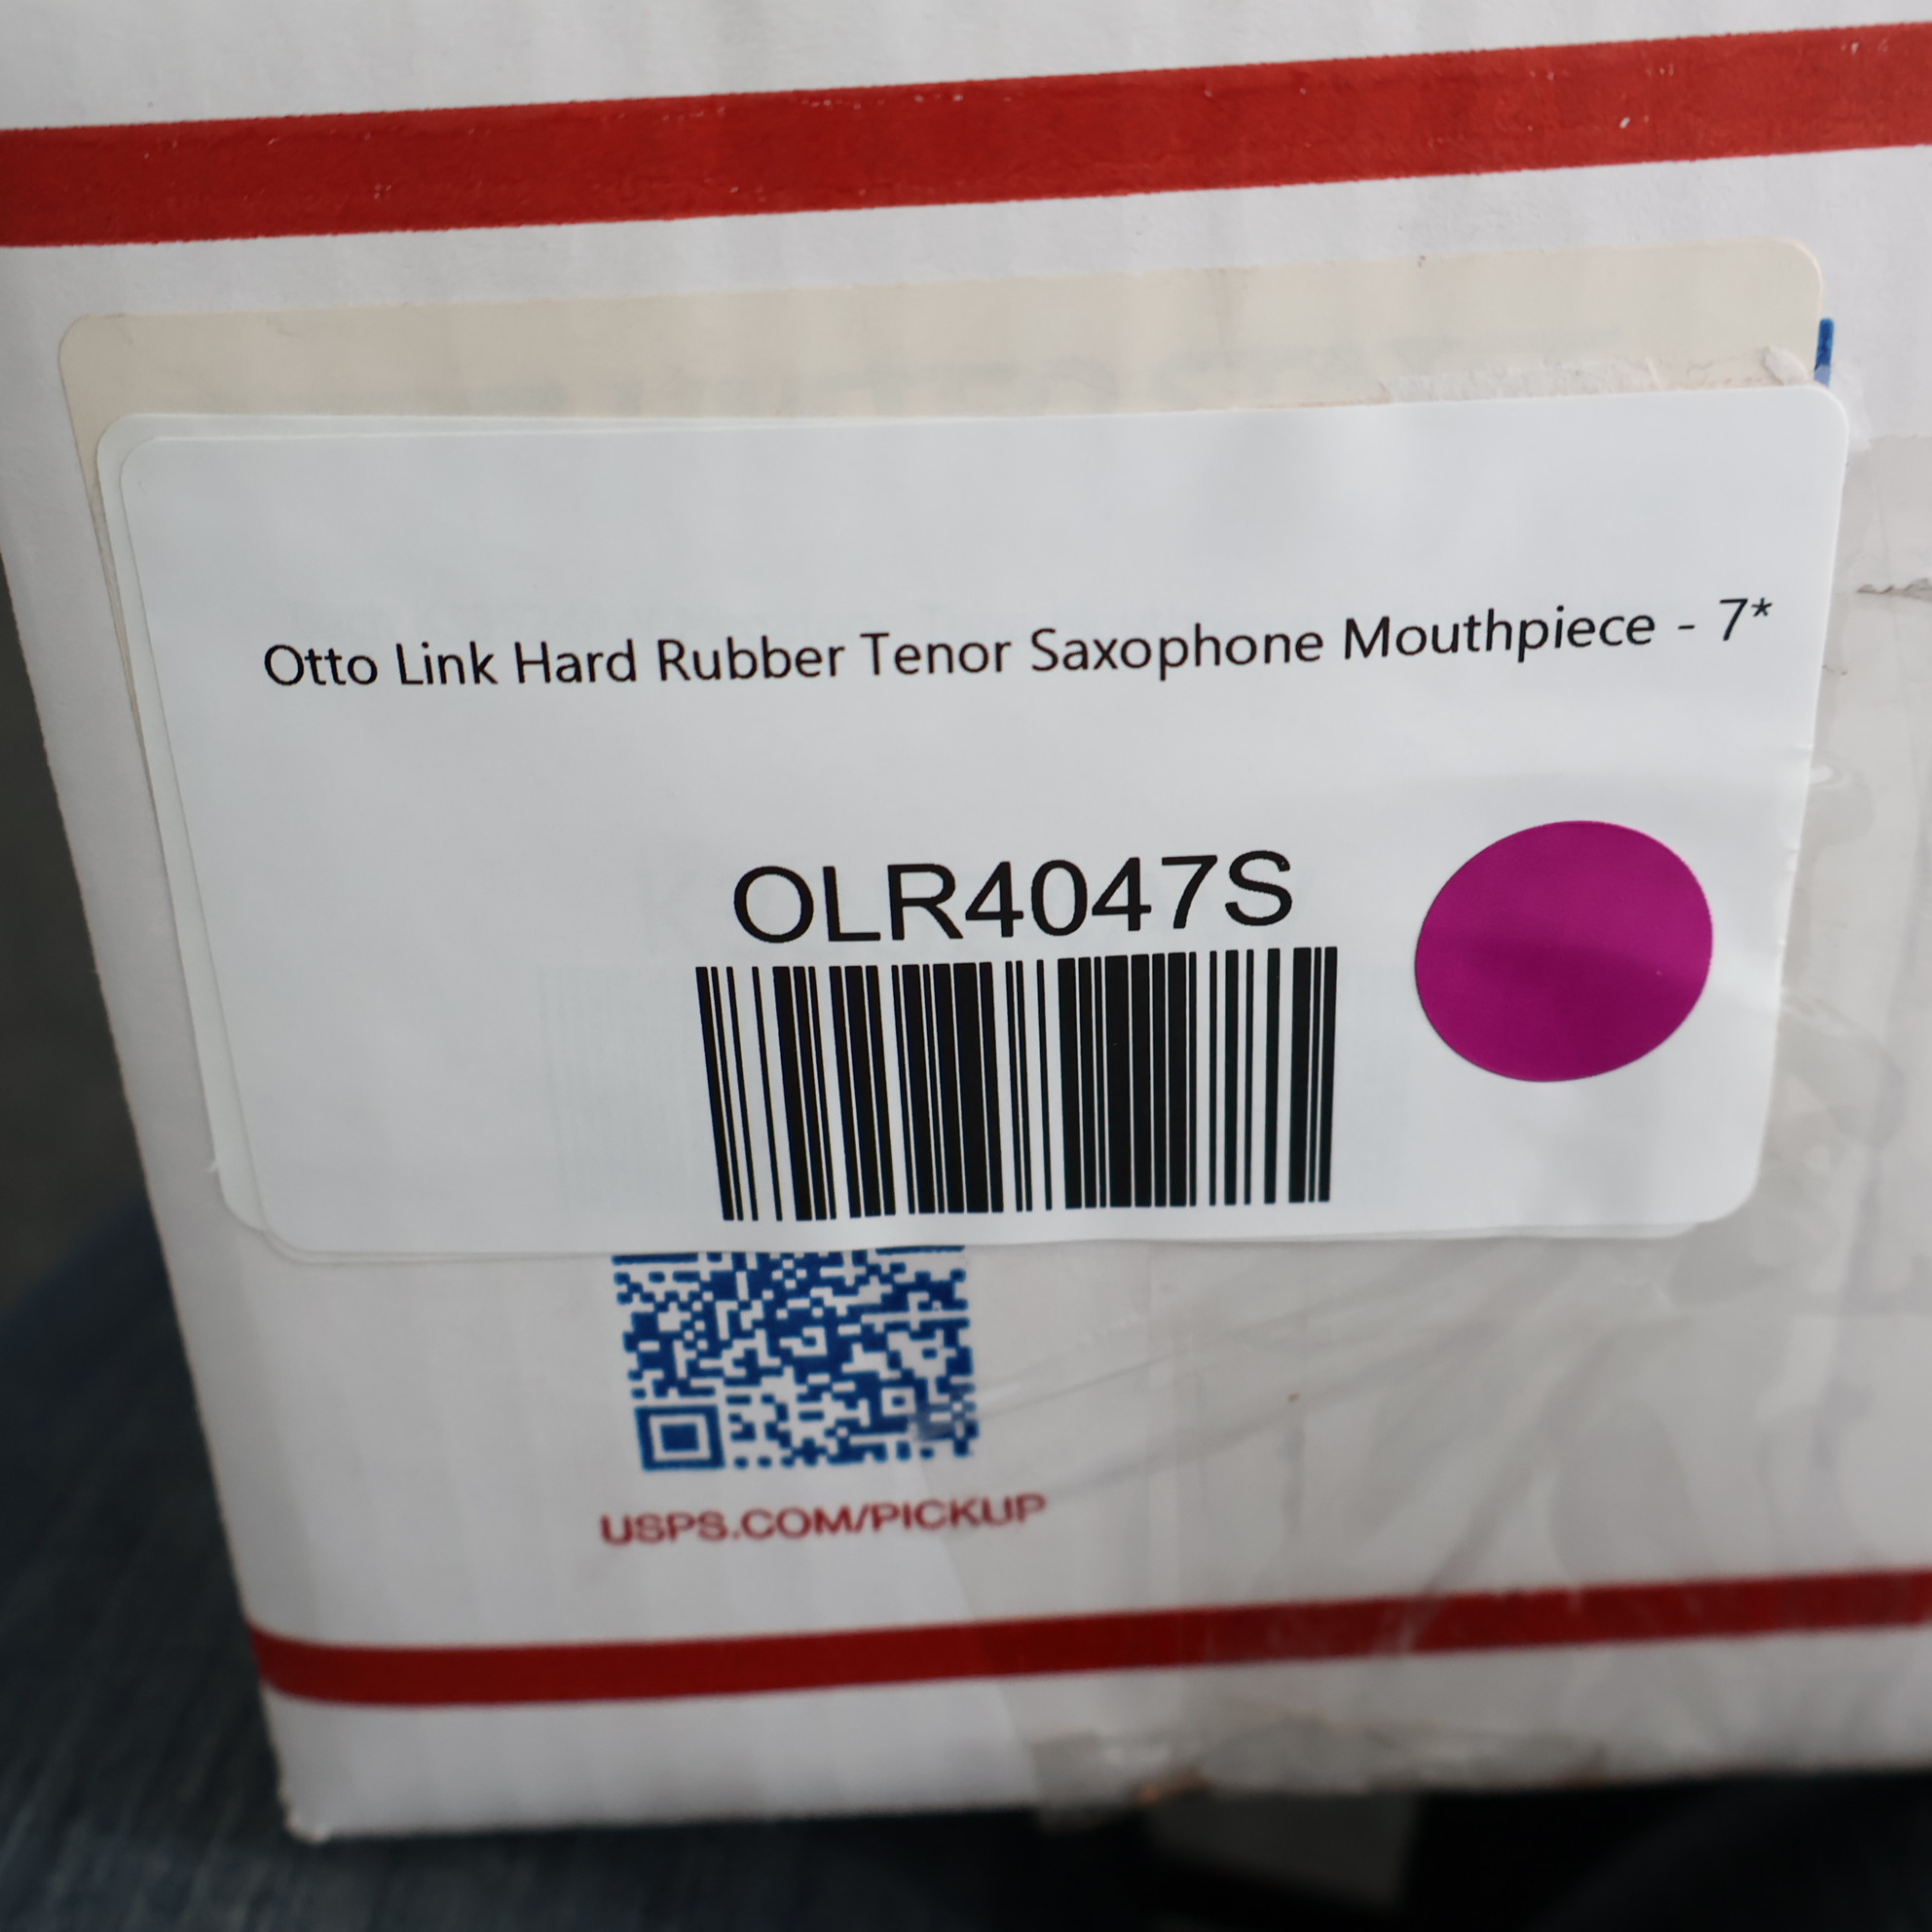 Otto Link Hard Rubber Tenor Saxophone Mouthpiece - 7*
OLR4047S
USPS.COM/PICKUP